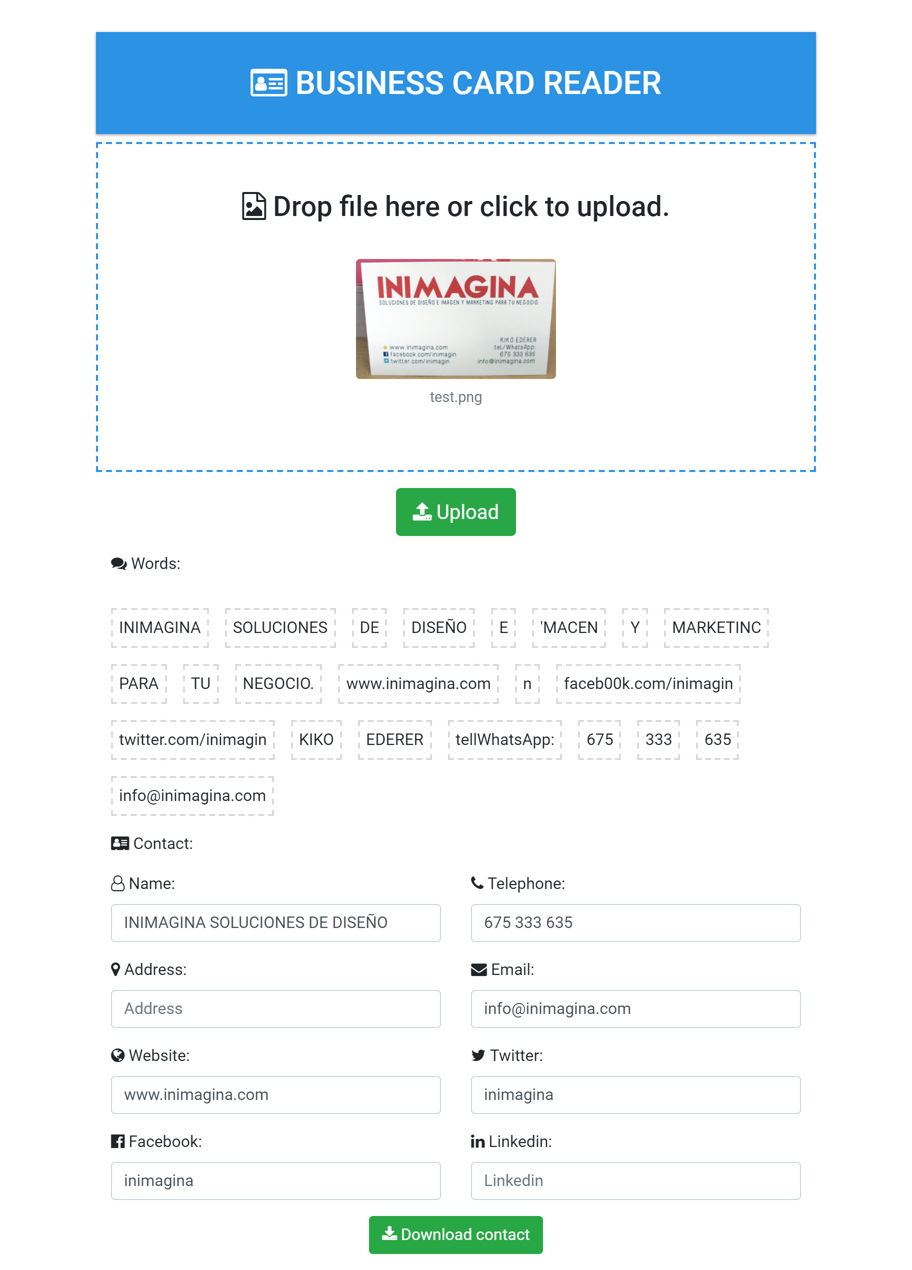 BUSINESS CARD READER
Drop file here or click to upload.
INIMAGINA
SOLUCIONES DE DISEÑO E IMAGEN Y MARKETING PARA TU NEGOCIO
www.inimagina.com
facebook.com/inimagin
twitter.com/inimagin
KIKO EDERER
tel/WhatsApp:
675 333 635
info@inimagina.com
test.png
Upload
Words:
INIMAGINA SOLUCIONES DE DISEÑO E 'MACEN Y MARKETINC
PARA TU NEGOCIO. www.inimagina.com n faceb00k.com/inimagin
twitter.com/inimagin KIKO EDERER tellWhatsApp: 675 333 635
info@inimagina.com
Contact:
Name: Telephone:
INIMAGINA SOLUCIONES DE DISEÑO 675 333 635
Address: Email:
Address info@inimagina.com
Website: Twitter:
www.inimagina.com inimagina
Facebook: Linkedin:
inimagina Linkedin
Download contact